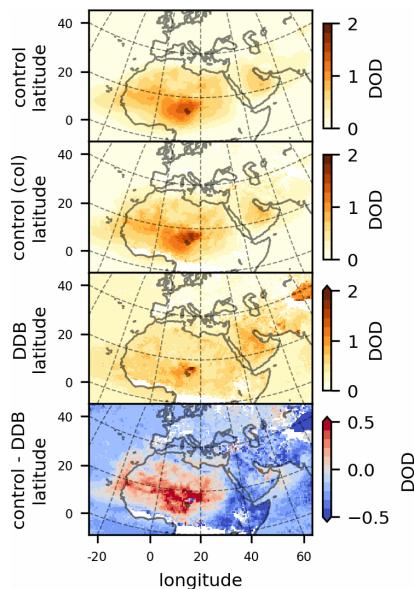 control
latitude
40
20
0
2
1
0
DOD
control (col)
latitude
40
20
0
2
1
0
DOD
DDB
latitude
40
20
0
2
1
0
DOD
control - DDB
latitude
40
20
0
0.5
0.0
−0.5
DOD
-20
0
20
40
60
longitude